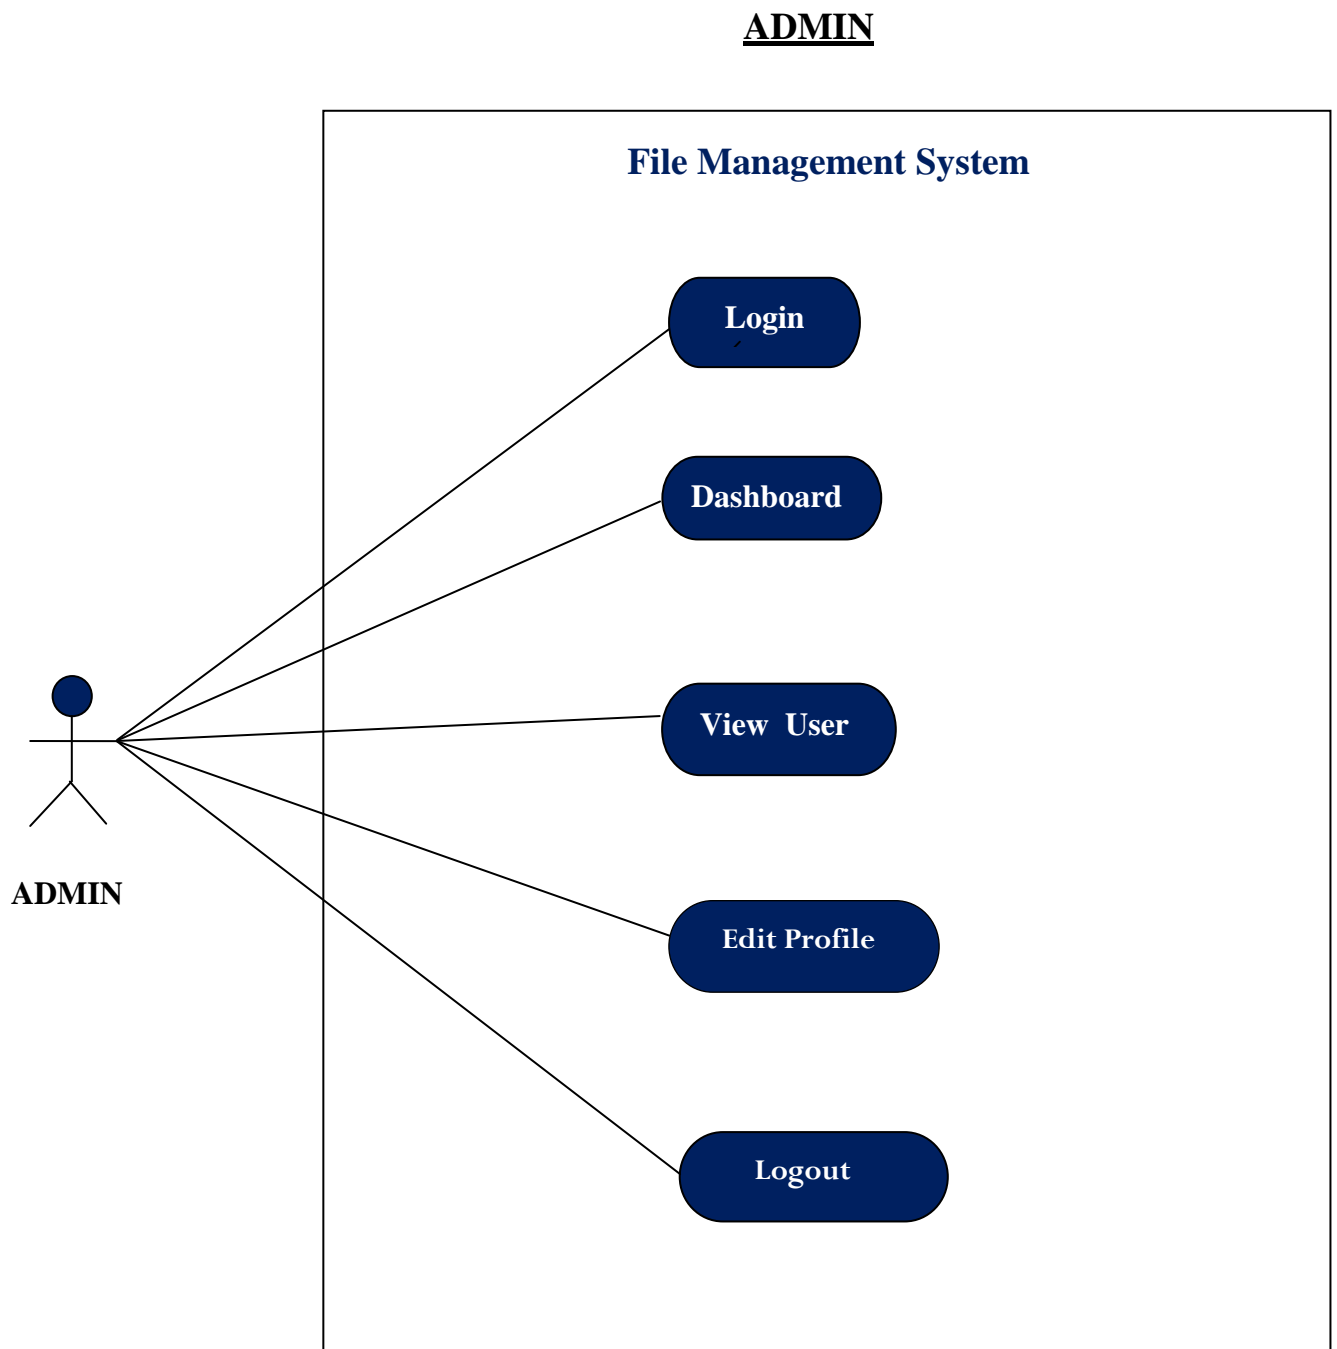 ADMIN
File Management System
Login
Dashboard
View  User
ADMIN
Edit Profile
Logout